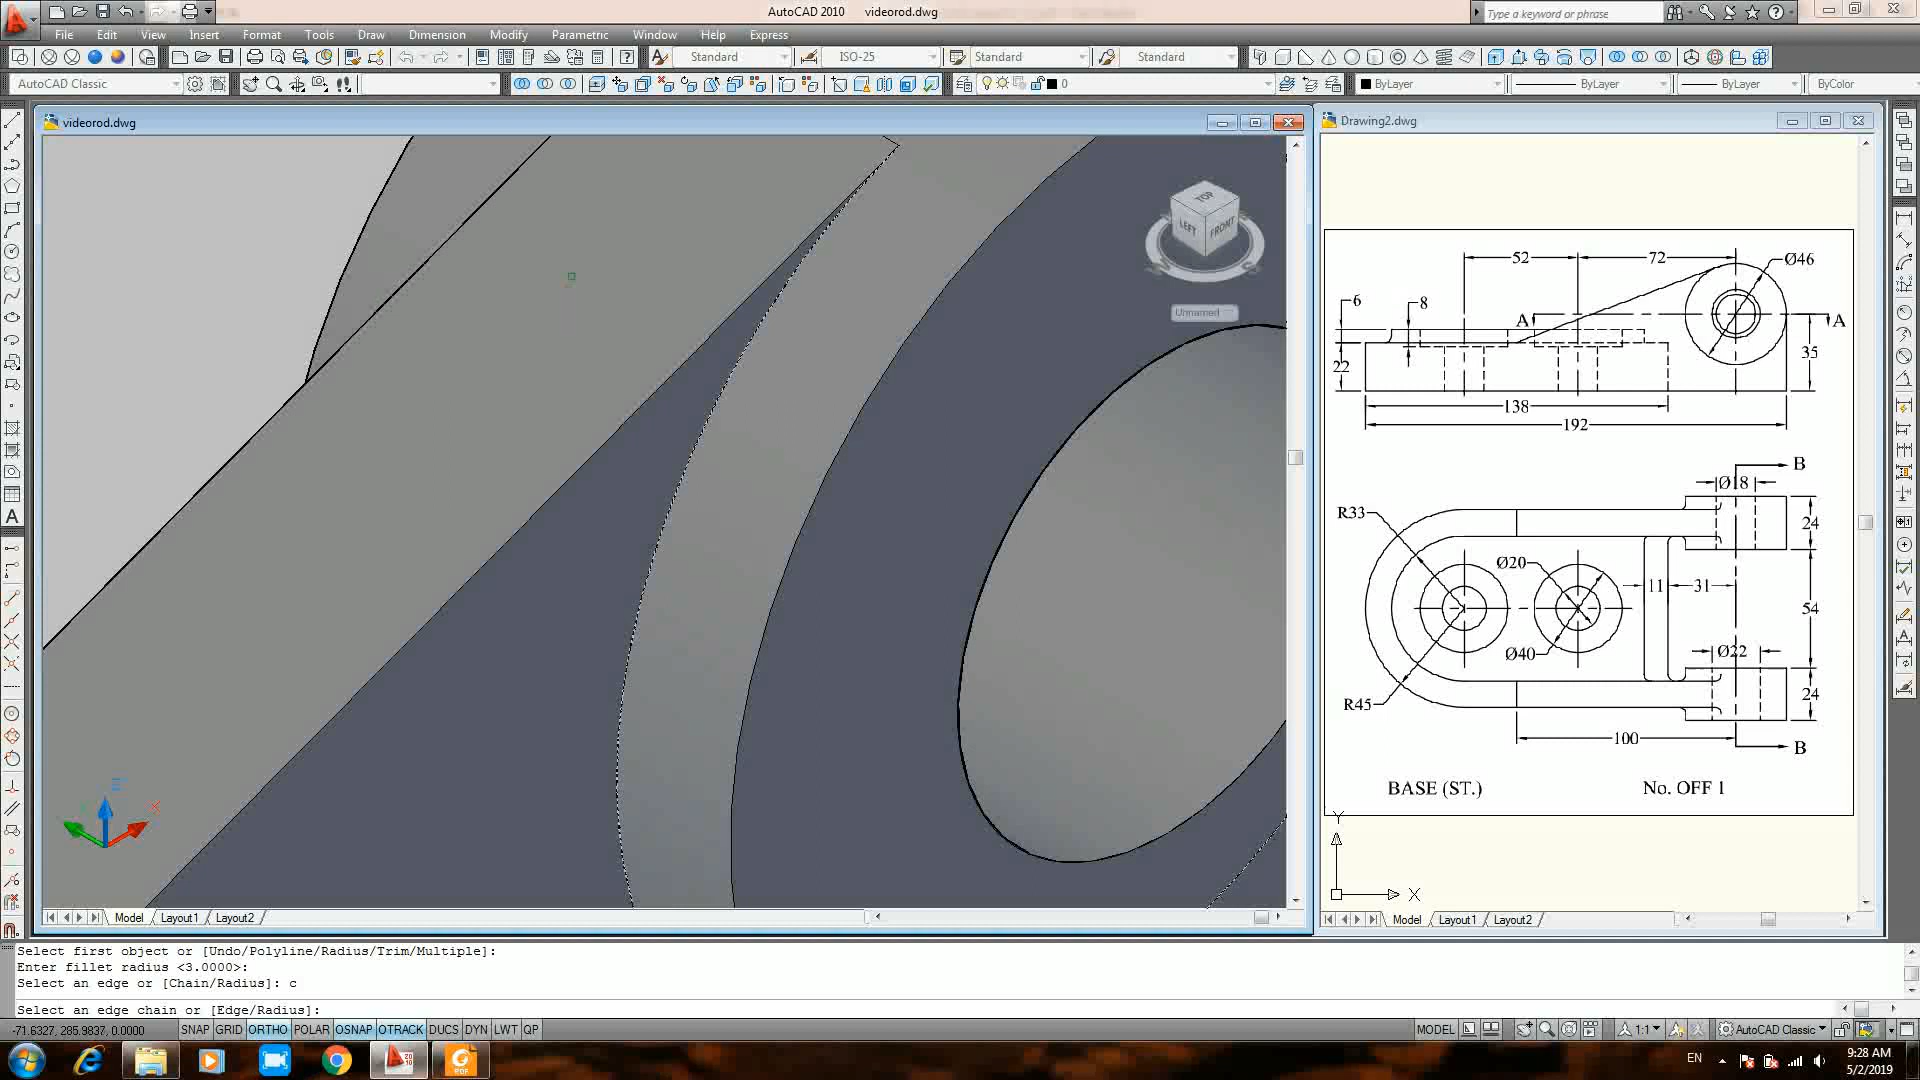 AutoCAD 2010 videorod.dwg
Type a keyword or phrase
File Edit View Insert Format Tools Draw Dimension Modify Parametric Window Help Express
Standard ISO-25 Standard Standard
AutoCAD Classic 0 ByLayer ByLayer ByLayer ByColor
videorod.dwg
Drawing2.dwg
TOP
LEFT FRONT
Unnamed
52 72 Ø46
6 8 A A
22 35
138
192
B
Ø18
R33 24
Ø20
11 31
54
Ø40 Ø22
R45 24
100 B
BASE (ST.) No. OFF 1
Y
X
Model Layout1 Layout2
Model Layout1 Layout2
Select first object or [Undo/Polyline/Radius/Trim/Multiple]:
Enter fillet radius <3.0000>:
Select an edge or [Chain/Radius]: c
Select an edge chain or [Edge/Radius]:
-71.6327, 285.9837, 0.0000 SNAP GRID ORTHO POLAR OSNAP OTRACK DUCS DYN LWT QP MODEL 1:1 AutoCAD Classic
EN 9:28 AM
5/2/2019